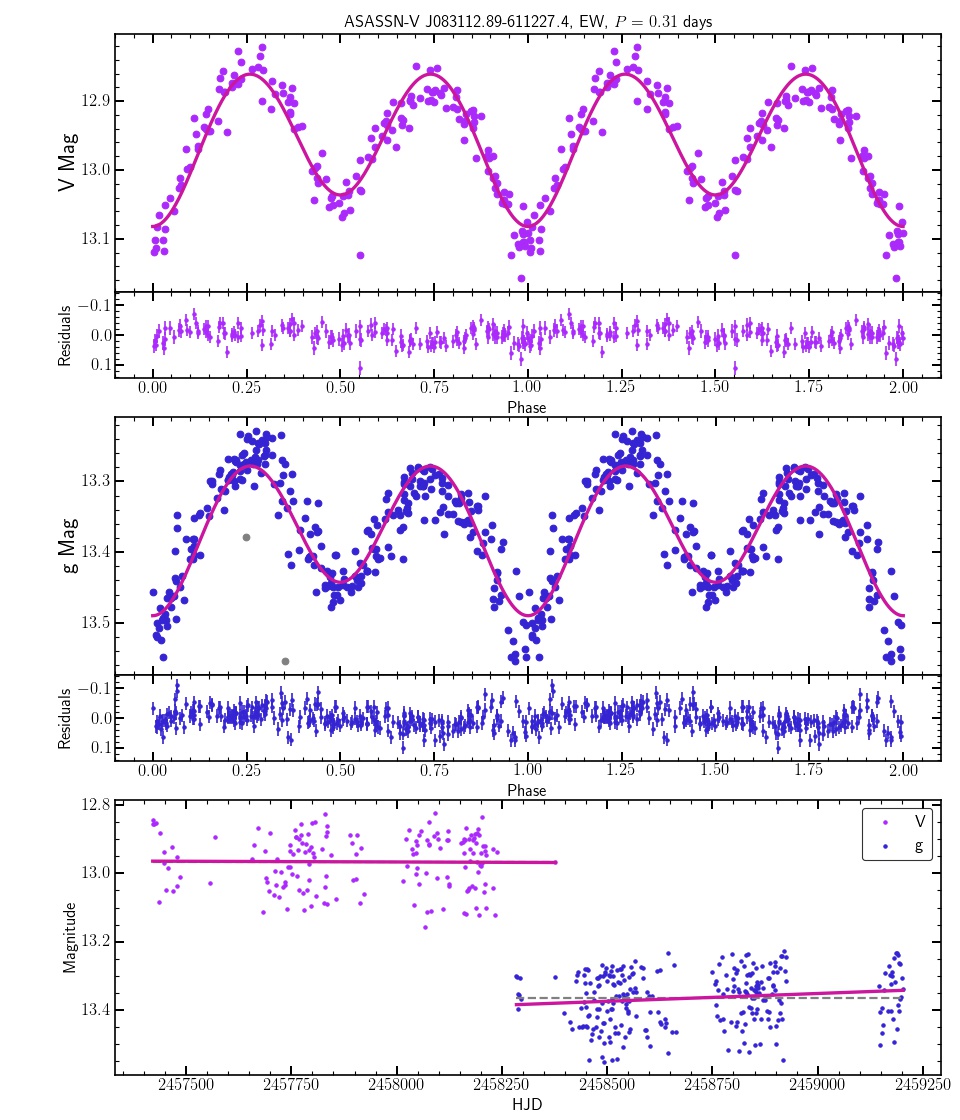 ASASSN-V J083112.89-611227.4, EW, P = 0.31 days
12.9
13.0
13.1
V Mag
−0.1
0.0
0.1
Residuals
0.00 0.25 0.50 0.75 1.00 1.25 1.50 1.75 2.00
Phase
13.3
13.4
13.5
g Mag
−0.1
0.0
0.1
Residuals
0.00 0.25 0.50 0.75 1.00 1.25 1.50 1.75 2.00
Phase
12.8
13.0
13.2
13.4
Magnitude
V
g
2457500 2457750 2458000 2458250 2458500 2458750 2459000 2459250
HJD